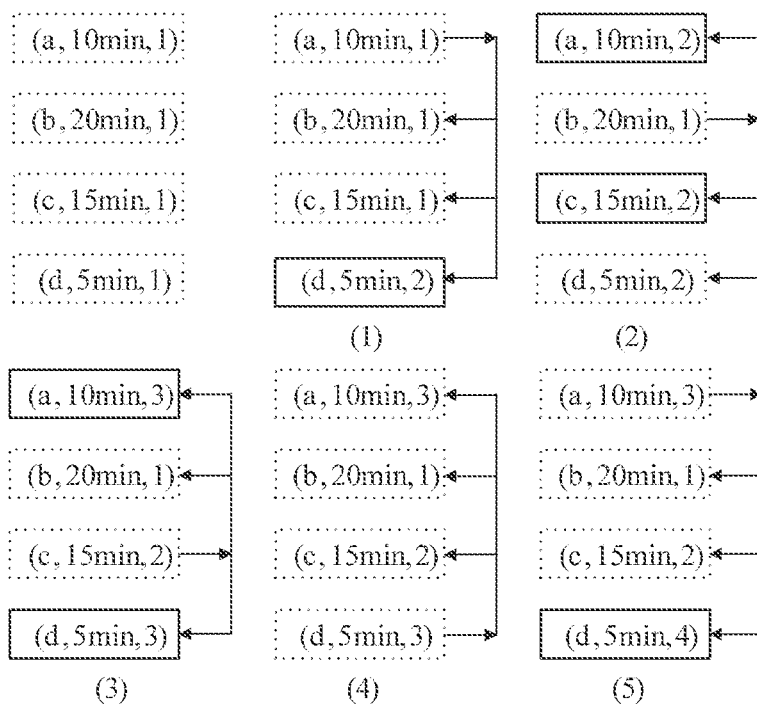 (a, 10min, 1) (a, 10min, 1) (a, 10min, 2)
(b, 20min, 1) (b, 20min, 1) (b, 20min, 1)
(c, 15min, 1) (c, 15min, 1) (c, 15min, 2)
(d, 5min, 1) (d, 5min, 2) (d, 5min, 2)
(1) (2)
(a, 10min, 3) (a, 10min, 3) (a, 10min, 3)
(b, 20min, 1) (b, 20min, 1) (b, 20min, 1)
(c, 15min, 2) (c, 15min, 2) (c, 15min, 2)
(d, 5min, 3) (d, 5min, 3) (d, 5min, 4)
(3) (4) (5)